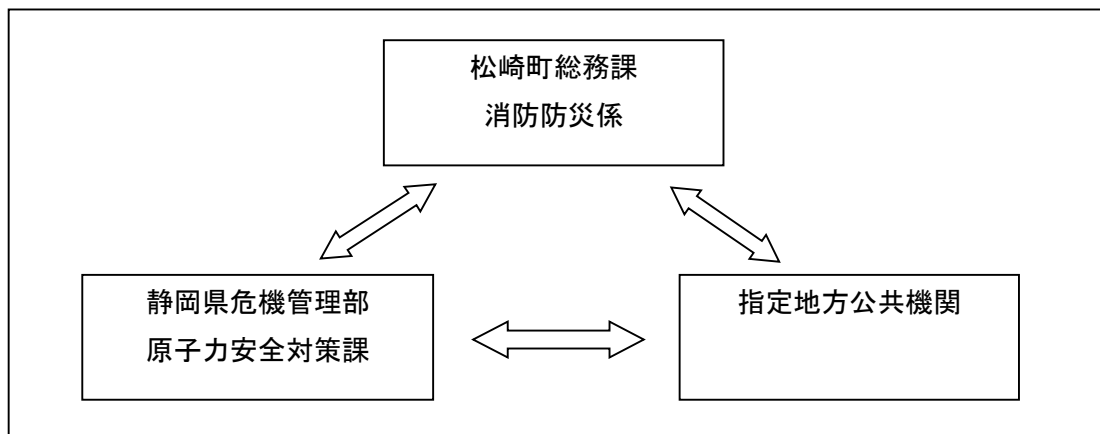 松崎町総務課
消防防災係
静岡県危機管理部
原子力安全対策課
指定地方公共機関